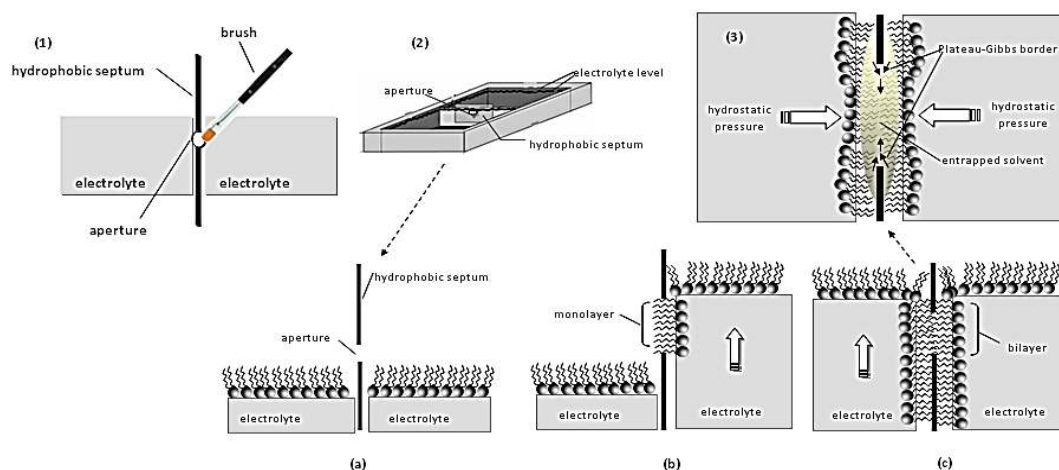 (1)
brush
hydrophobic septum
electrolyte
electrolyte
aperture
(2)
electrolyte level
aperture
hydrophobic septum
(3)
Plateau-Gibbs border
hydrostatic
pressure
hydrostatic
pressure
entrapped solvent
electrolyte
electrolyte
hydrophobic septum
aperture
electrolyte
electrolyte
(a)
monolayer
electrolyte
electrolyte
(b)
bilayer
electrolyte
electrolyte
(c)